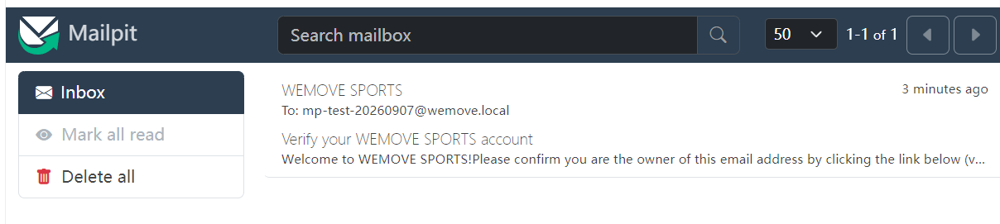 Mailpit
Search mailbox
50
1-1 of 1
Inbox
Mark all read
Delete all
WEMOVE SPORTS
3 minutes ago
To: mp-test-20260907@wemove.local
Verify your WEMOVE SPORTS account
Welcome to WEMOVE SPORTS!Please confirm you are the owner of this email address by clicking the link below (v...